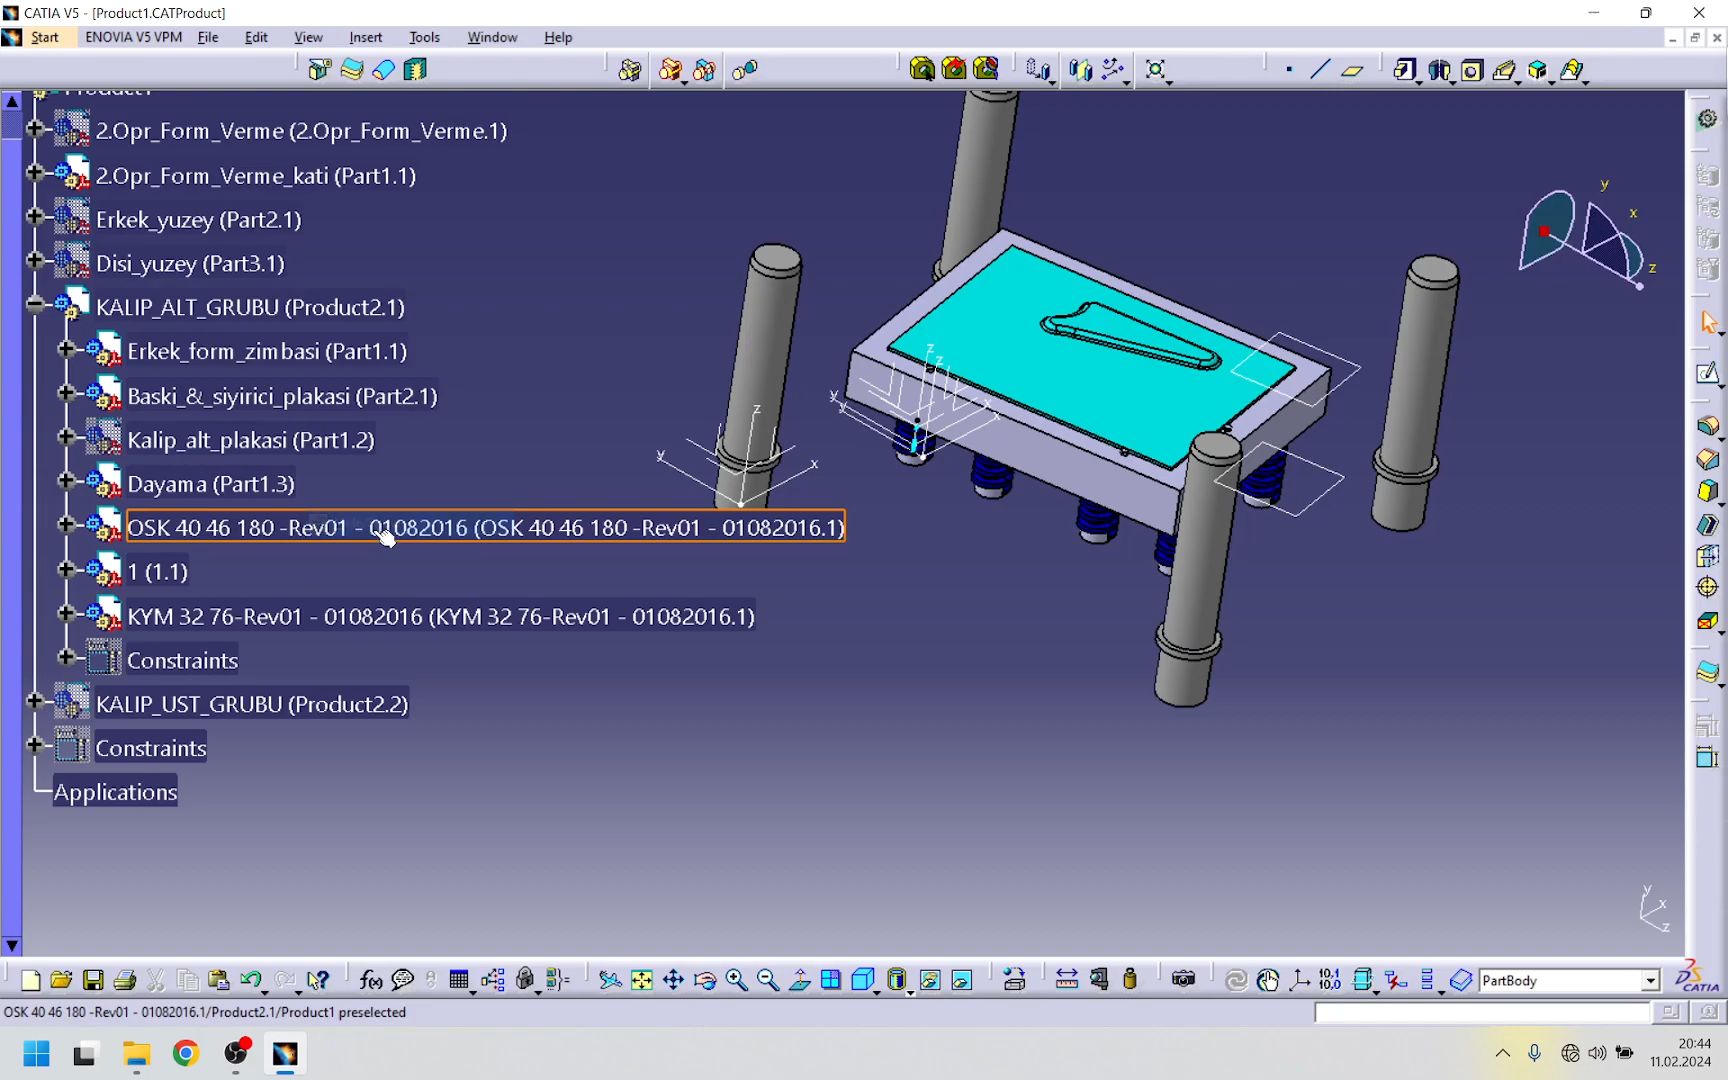 CATIA V5 - [Product1.CATProduct]
Start ENOVIA V5 VPM File Edit View Insert Tools Window Help
Product1
2.Opr_Form_Verme (2.Opr_Form_Verme.1)
2.Opr_Form_Verme_kati (Part1.1)
Erkek_yuzey (Part2.1)
Disi_yuzey (Part3.1)
KALIP_ALT_GRUBU (Product2.1)
Erkek_form_zimbasi (Part1.1)
Baski_&_siyirici_plakasi (Part2.1)
Kalip_alt_plakasi (Part1.2)
Dayama (Part1.3)
OSK 40 46 180 -Rev01 - 01082016 (OSK 40 46 180 -Rev01 - 01082016.1)
1 (1.1)
KYM 32 76-Rev01 - 01082016 (KYM 32 76-Rev01 - 01082016.1)
Constraints
KALIP_UST_GRUBU (Product2.2)
Constraints
Applications
y
x
z
z
y
x
z
z
y
y
x
x
y
x
z
PartBody
CATIA
OSK 40 46 180 -Rev01 - 01082016.1/Product2.1/Product1 preselected
20:44
11.02.2024